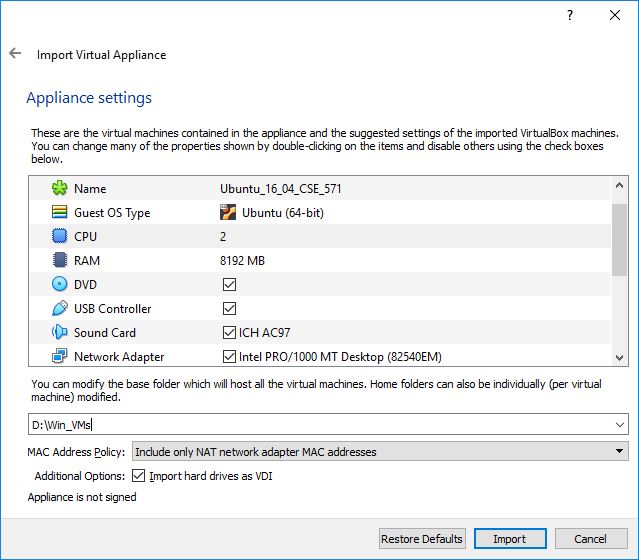 ?
Import Virtual Appliance
Appliance settings
These are the virtual machines contained in the appliance and the suggested settings of the imported VirtualBox machines.
You can change many of the properties shown by double-clicking on the items and disable others using the check boxes
below.
Name Ubuntu_16_04_CSE_571
Guest OS Type Ubuntu (64-bit)
CPU 2
RAM 8192 MB
DVD
USB Controller
Sound Card ICH AC97
Network Adapter Intel PRO/1000 MT Desktop (82540EM)
You can modify the base folder which will host all the virtual machines. Home folders can also be individually (per virtual
machine) modified.
D:\Win_VMs
MAC Address Policy: Include only NAT network adapter MAC addresses
Additional Options: Import hard drives as VDI
Appliance is not signed
Restore Defaults Import Cancel